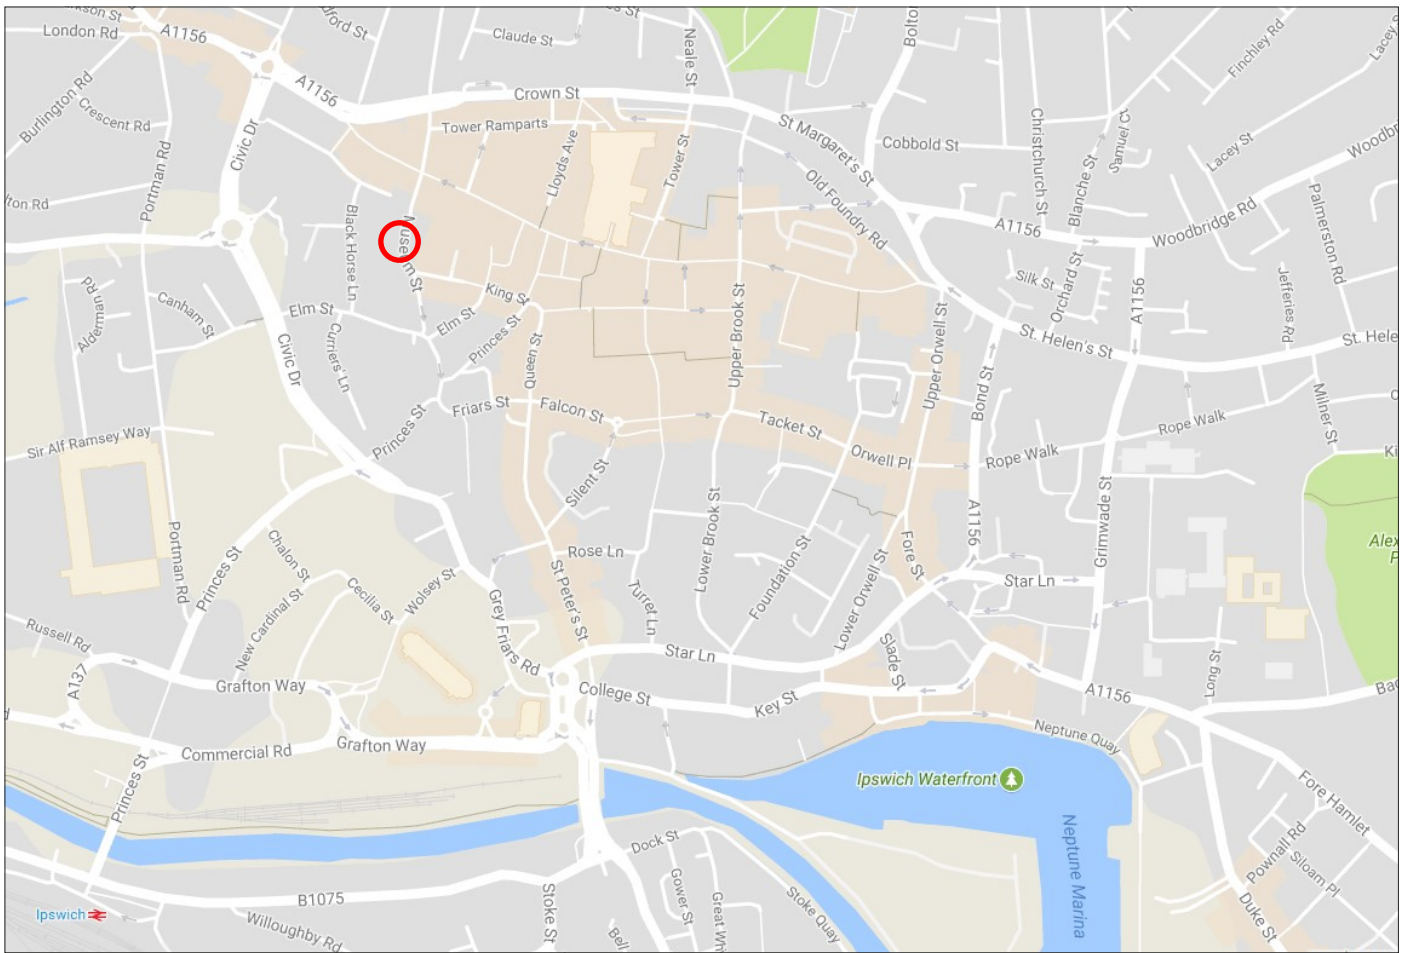 London Rd
A1156
Claude St
Neale St
Crown St
A1156
Burlington Rd
Crescent Rd
Civic Dr
Portman Rd
Tower Ramparts
Lloyds Ave
Tower St
St Margaret's St
Cobbold St
Old Foundry Rd
Christchurch St
Blanche St
Samuel Ct
Finchley Rd
Lacey St
Woodbridge Rd
Palmerston Rd
A1156
Black Horse Ln
Museum St
Alderman Rd
Canham St
Elm St
King St
Elm St
Princes St
Queen St
Curriers' Ln
Civic Dr
Upper Brook St
Upper Orwell St
Silk St
Orchard St
A1156
Jefferies Rd
St. Helen's St
St. Hele
Bond St
Milner St
Sir Alf Ramsey Way
Princes St
Friars St
Falcon St
Tacket St
Orwell Pl
Rope Walk
Rope Walk
Ki
Silent St
Portman Rd
Lower Brook St
A1156
Grimwade St
Alex
P
Princes St
Chalon St
Cecilia St
Wolsey St
Rose Ln
Turret Ln
Foundation St
Lower Orwell St
Fore St
Star Ln
New Cardinal St
Grey Friars Rd
St Peter's St
Russell Rd
A137
Grafton Way
Star Ln
Slade St
Long St
College St
Key St
A1156
Bac
Commercial Rd
Grafton Way
Neptune Quay
Princes St
Ipswich Waterfront
Neptune Marina
Fore Hamlet
Pownall Rd
Siloam Pl
Dock St
Gower St
Stoke Quay
B1075
Ipswich
Willoughby Rd
Stoke St
Duke St